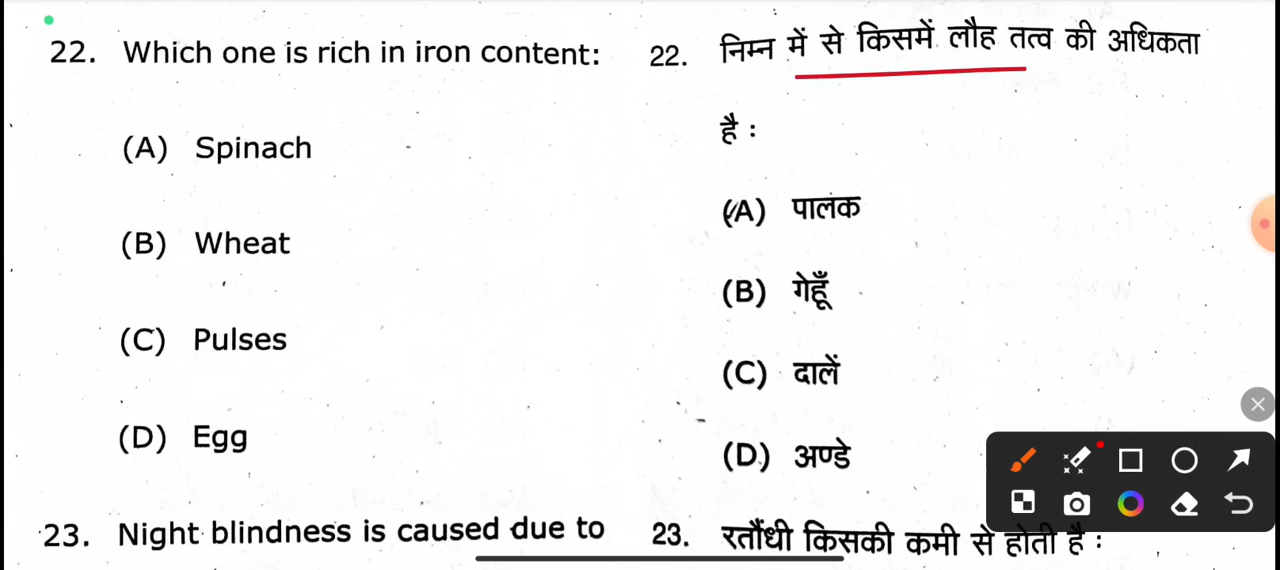 22. Which one is rich in iron content:
(A) Spinach
(B) Wheat
(C) Pulses
(D) Egg
23. Night blindness is caused due to
22. निम्न में से किसमें लौह तत्व की अधिकता
है :
(A) पालक
(B) गेहूँ
(C) दालें
(D) अण्डे
23. रतौंधी किसकी कमी से होती है :